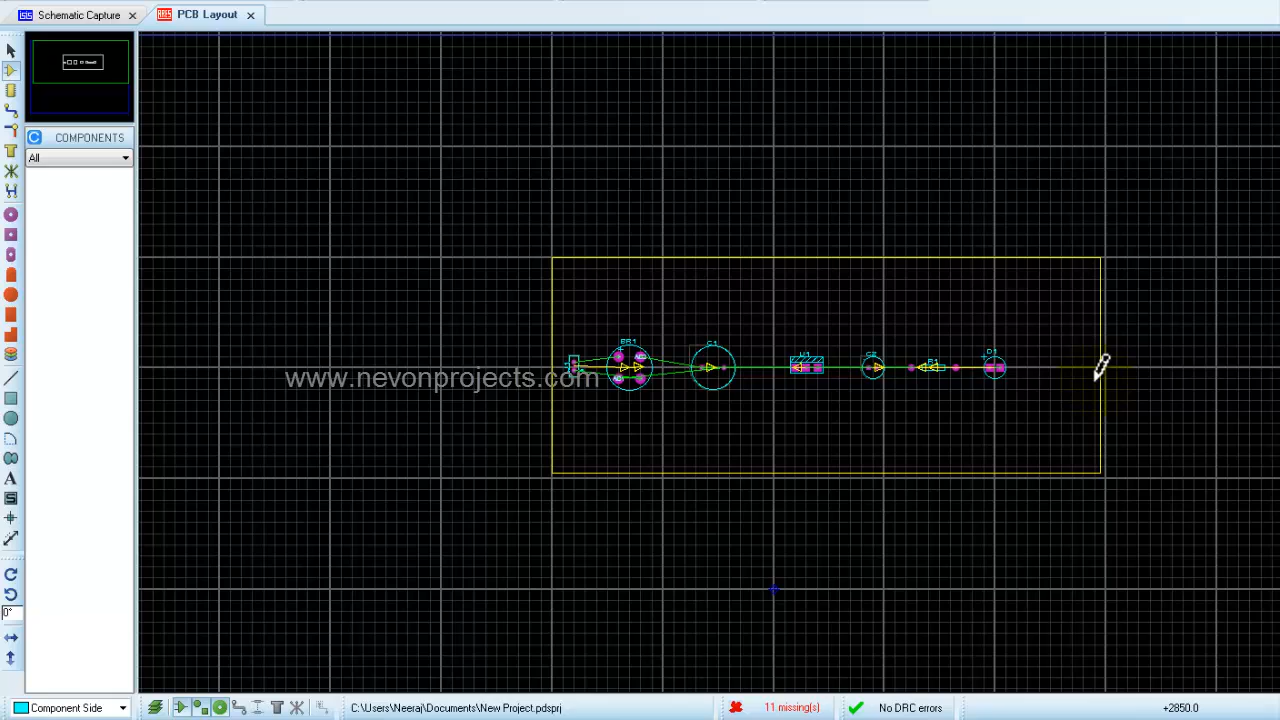 Schematic Capture
PCB Layout
COMPONENTS
All
BR1
C1
U1
C2
R1
D1
www.nevonprojects.com
0°
Component Side
C:\Users\Neeraj\Documents\New Project.pdsprj
11 missing(s)
No DRC errors
+2850.0